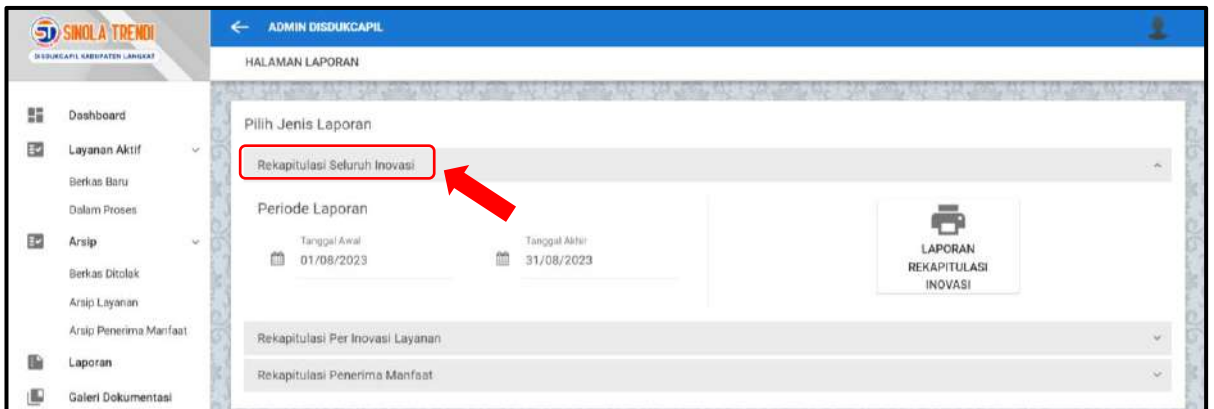 SINOLA TRENDI
DISDUKCAPIL KABUPATEN LANGKAT
ADMIN DISDUKCAPIL
HALAMAN LAPORAN
Dashboard
Layanan Aktif
Berkas Baru
Dalam Proses
Arsip
Berkas Ditolak
Arsip Layanan
Arsip Penerima Manfaat
Laporan
Galeri Dokumentasi
Pilih Jenis Laporan
Rekapitulasi Seluruh Inovasi
Periode Laporan
Tanggal Awal
01/08/2023
Tanggal Akhir
31/08/2023
LAPORAN
REKAPITULASI
INOVASI
Rekapitulasi Per Inovasi Layanan
Rekapitulasi Penerima Manfaat